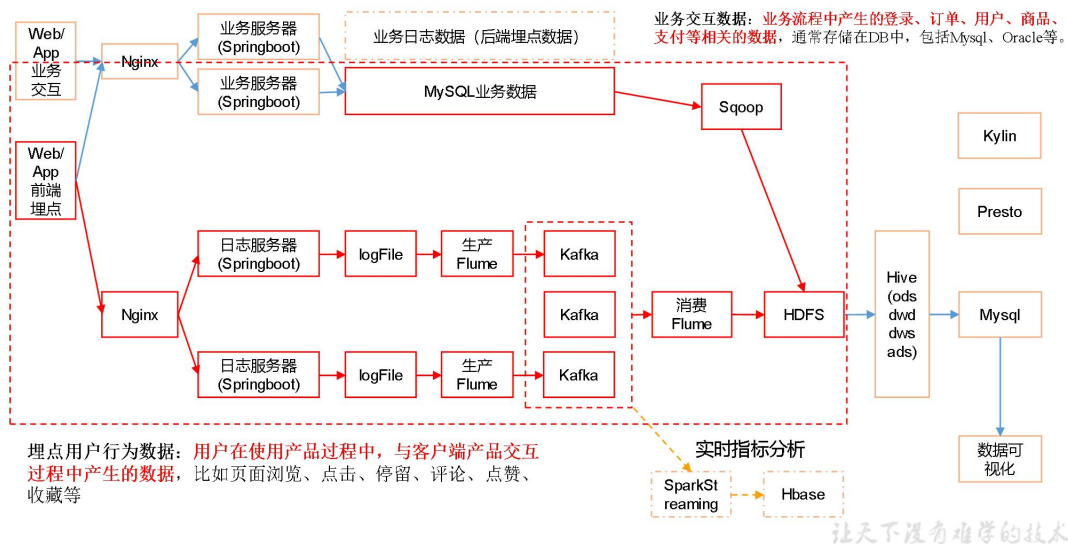 Web/
App
业务
交互
Nginx
业务服务器
(Springboot)
业务服务器
(Springboot)
业务日志数据（后端埋点数据）
MySQL业务数据
业务交互数据：业务流程中产生的登录、订单、用户、商品、
支付等相关的数据，通常存储在DB中，包括Mysql、Oracle等。
Sqoop
Kylin
Presto
Web/
App
前端
埋点
Nginx
日志服务器
(Springboot)
logFile
生产
Flume
Kafka
Kafka
日志服务器
(Springboot)
logFile
生产
Flume
Kafka
消费
Flume
HDFS
Hive
(ods
dwd
dws
ads)
Mysql
数据可
视化
埋点用户行为数据：用户在使用产品过程中，与客户端产品交互
过程中产生的数据，比如页面浏览、点击、停留、评论、点赞、
收藏等
实时指标分析
SparkSt
reaming
Hbase
让天下没有难学的技术